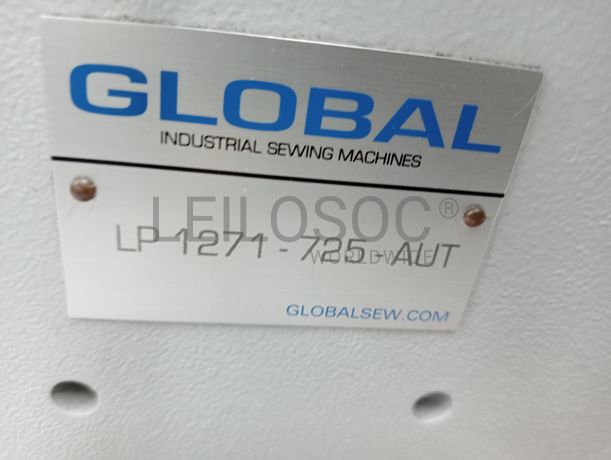 GLOBAL
INDUSTRIAL SEWING MACHINES
LEILOSOC®
WORLDWIDE
LP-1271-725-AUT
GLOBALSEW.COM